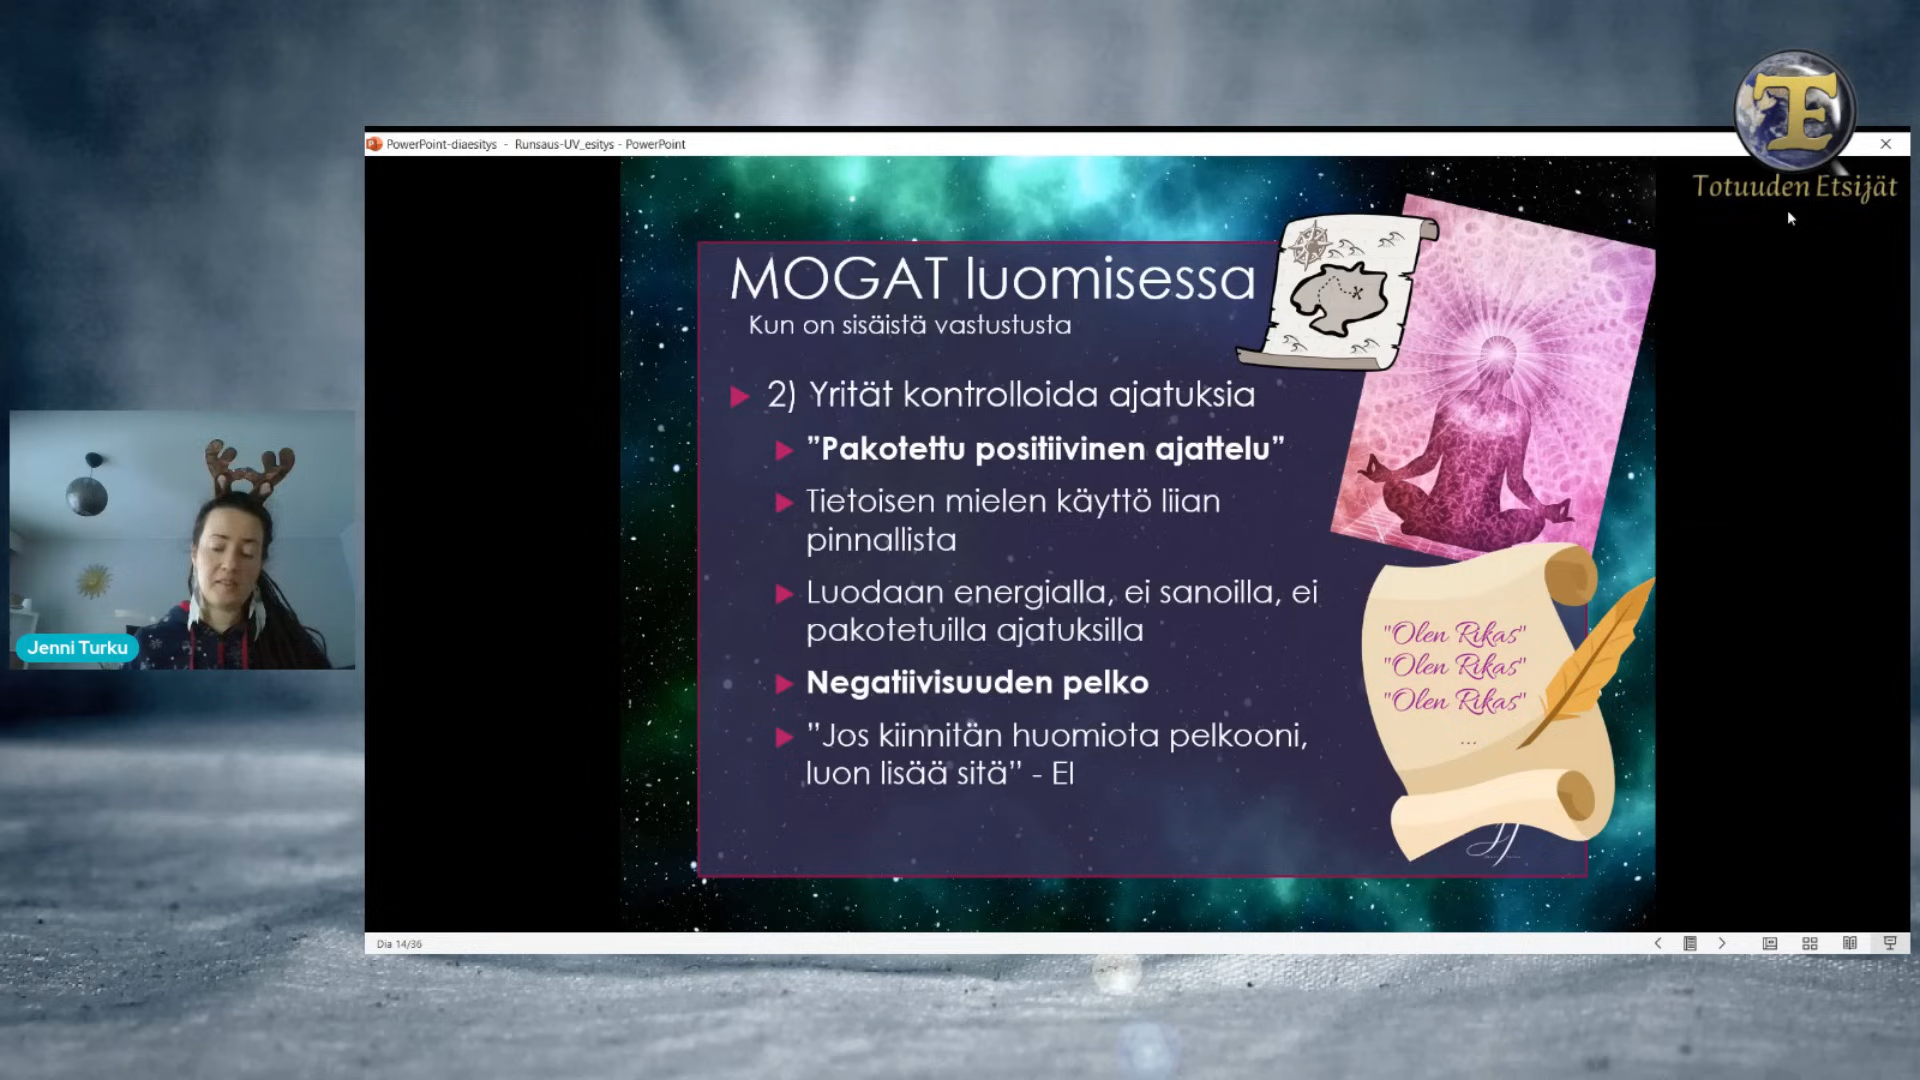 PowerPoint-diaesitys - Runsaus-UV_esitys - PowerPoint
TE
Totuuden Etsijät
MOGAT luomisessa
Kun on sisäistä vastustusta
2) Yrität kontrolloida ajatuksia
"Pakotettu positiivinen ajattelu"
Tietoisen mielen käyttö liian
pinnallista
Luodaan energialla, ei sanoilla, ei
pakotetuilla ajatuksilla
Negatiivisuuden pelko
"Jos kiinnitän huomiota pelkooni,
luon lisää sitä" - EI
"Olen Rikas"
"Olen Rikas"
"Olen Rikas"
...
Jenni Turku
Dia 14/36